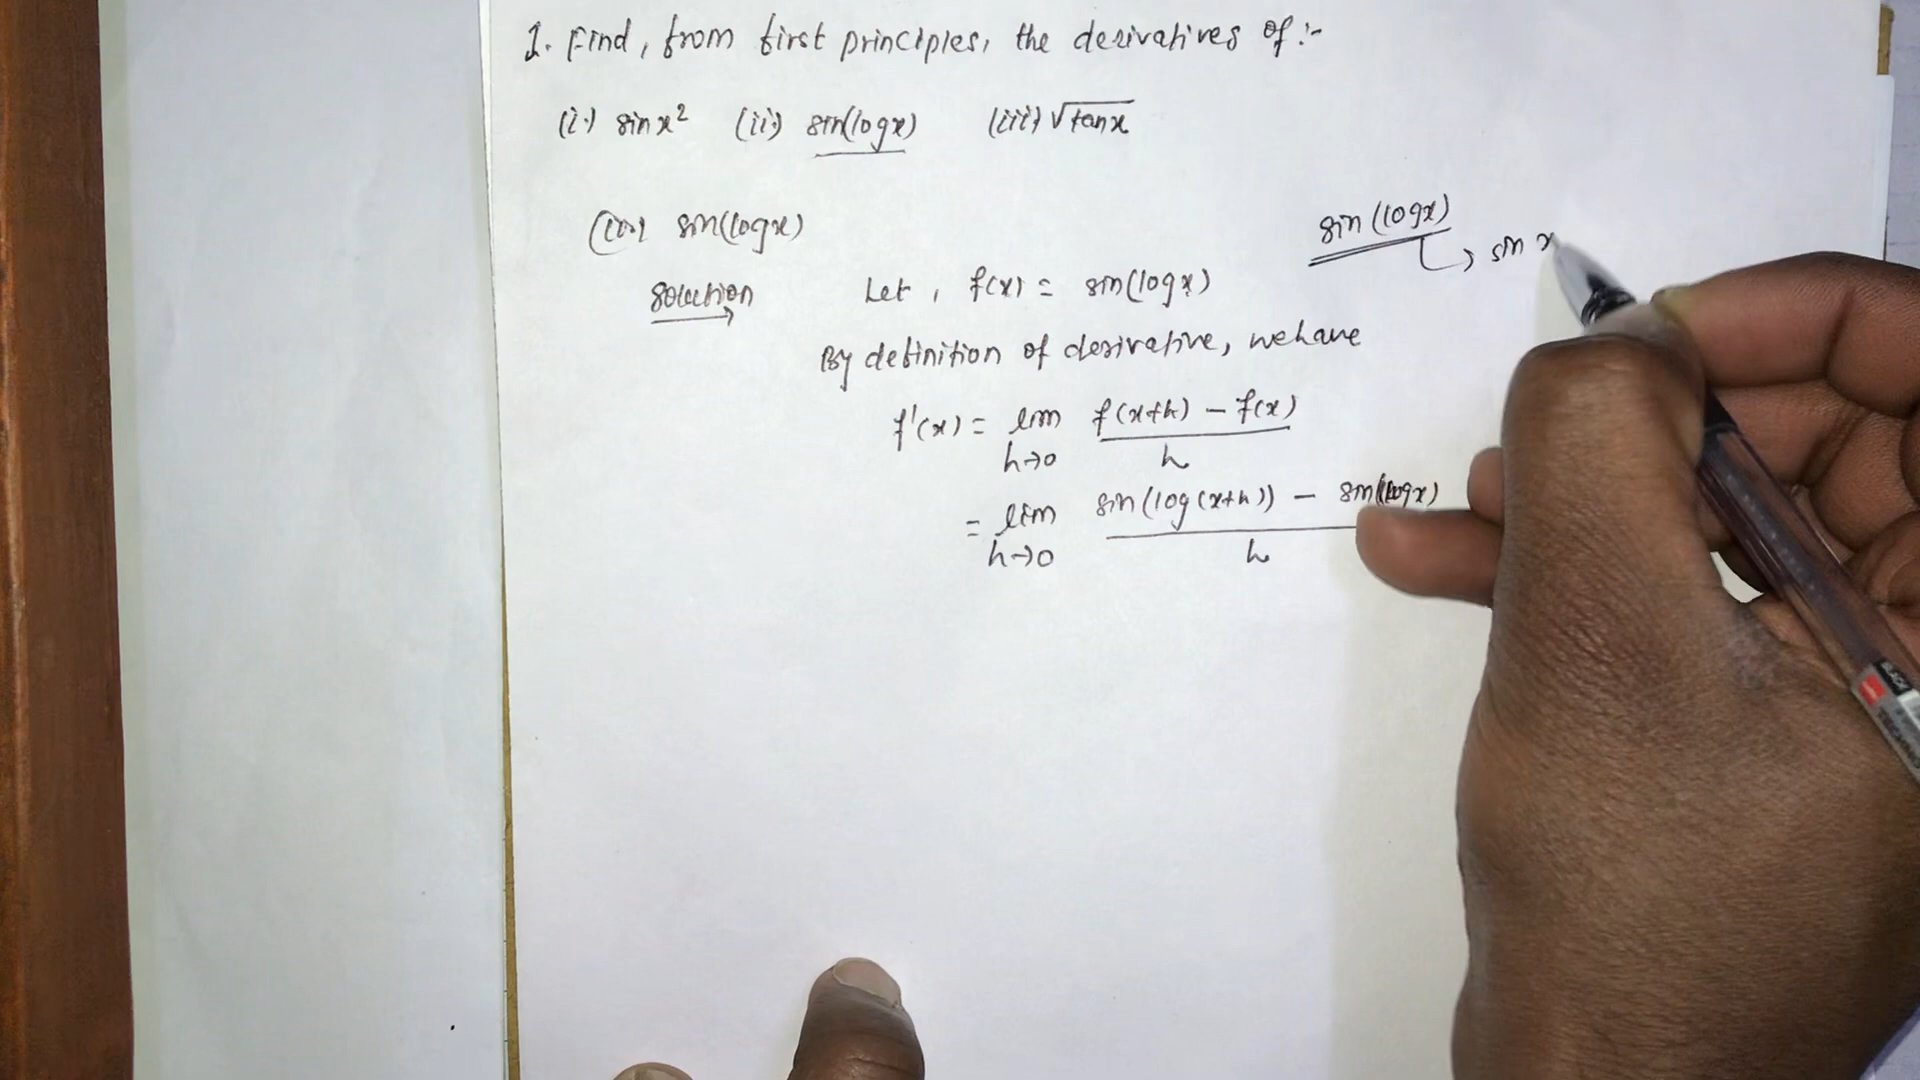 1. Find, from first principles, the derivatives of :-
(i.) sin x² (ii) sin(log x) (iii) √tan x
(ii.) sin(log x)
sin (log x)
→ sin x
Solution Let, f(x) = sin(log x)
By definition of derivative, we have
f'(x) = lim h→0 f(x+h) - f(x) / h
= lim h→0 sin(log(x+h)) - sin(log x) / h